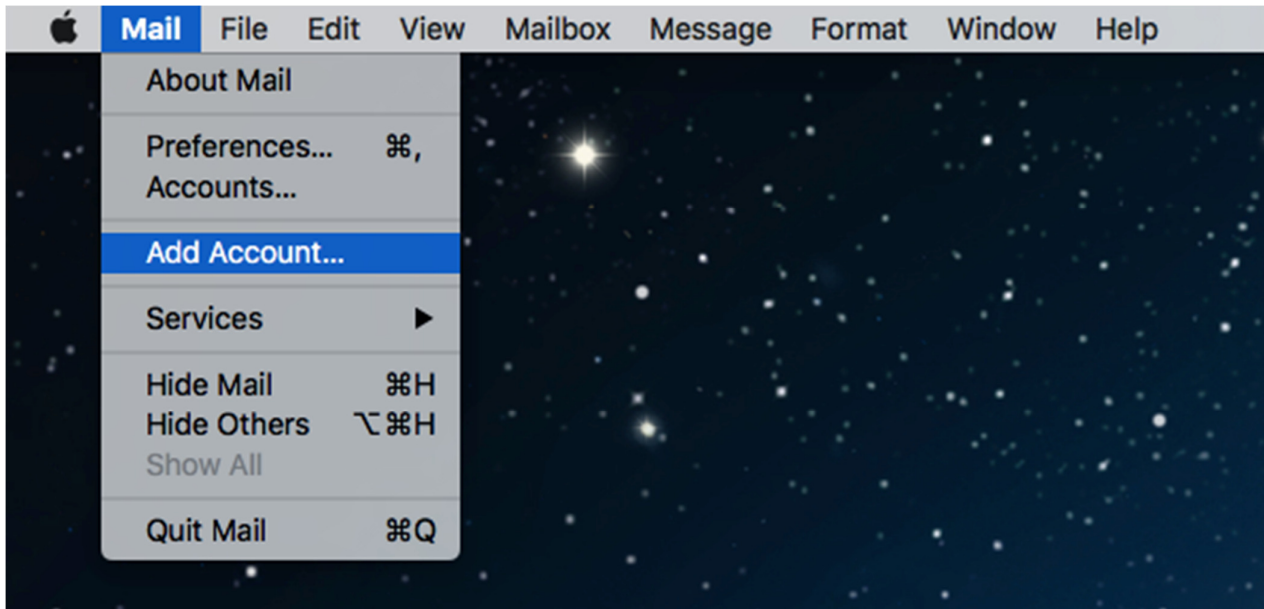 Mail File Edit View Mailbox Message Format Window Help
About Mail
Preferences... ⌘,
Accounts...
Add Account...
Services ▶
Hide Mail ⌘H
Hide Others ⌥⌘H
Show All
Quit Mail ⌘Q